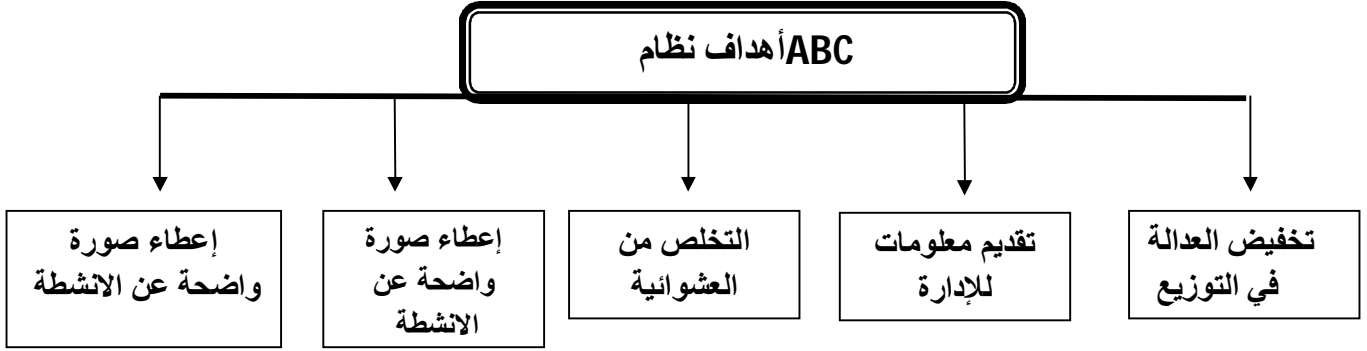 أهداف نظام ABC
تخفيض العدالة
في التوزيع
تقديم معلومات
للإدارة
التخلص من
العشوائية
إعطاء صورة
واضحة عن
الانشطة
إعطاء صورة
واضحة عن الانشطة